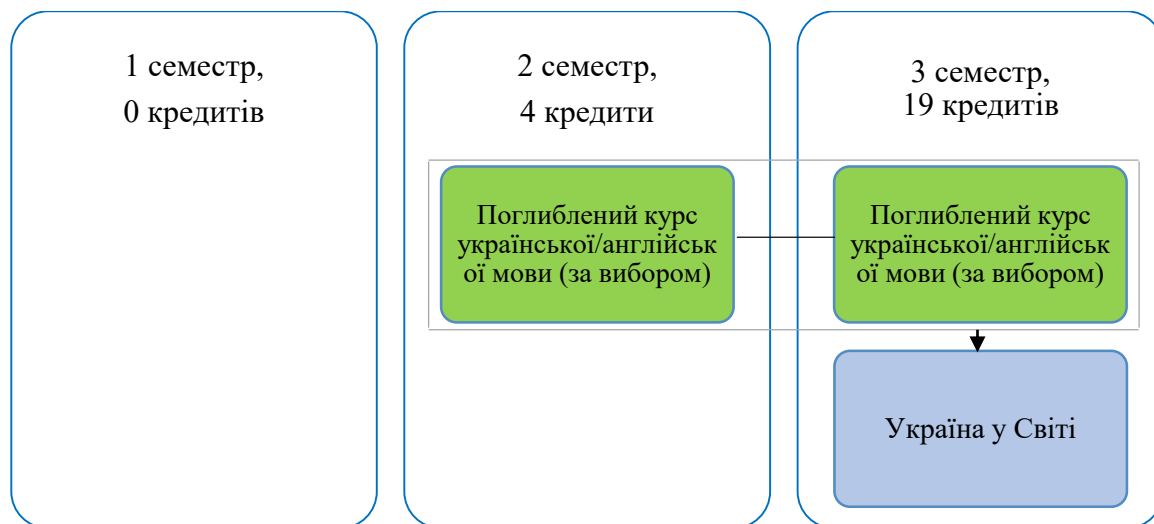 1 семестр,
0 кредитів
2 семестр,
4 кредити
3 семестр,
19 кредитів
Поглиблений курс
української/англійськ
ої мови (за вибором)
Поглиблений курс
української/англійськ
ої мови (за вибором)
Україна у Світі